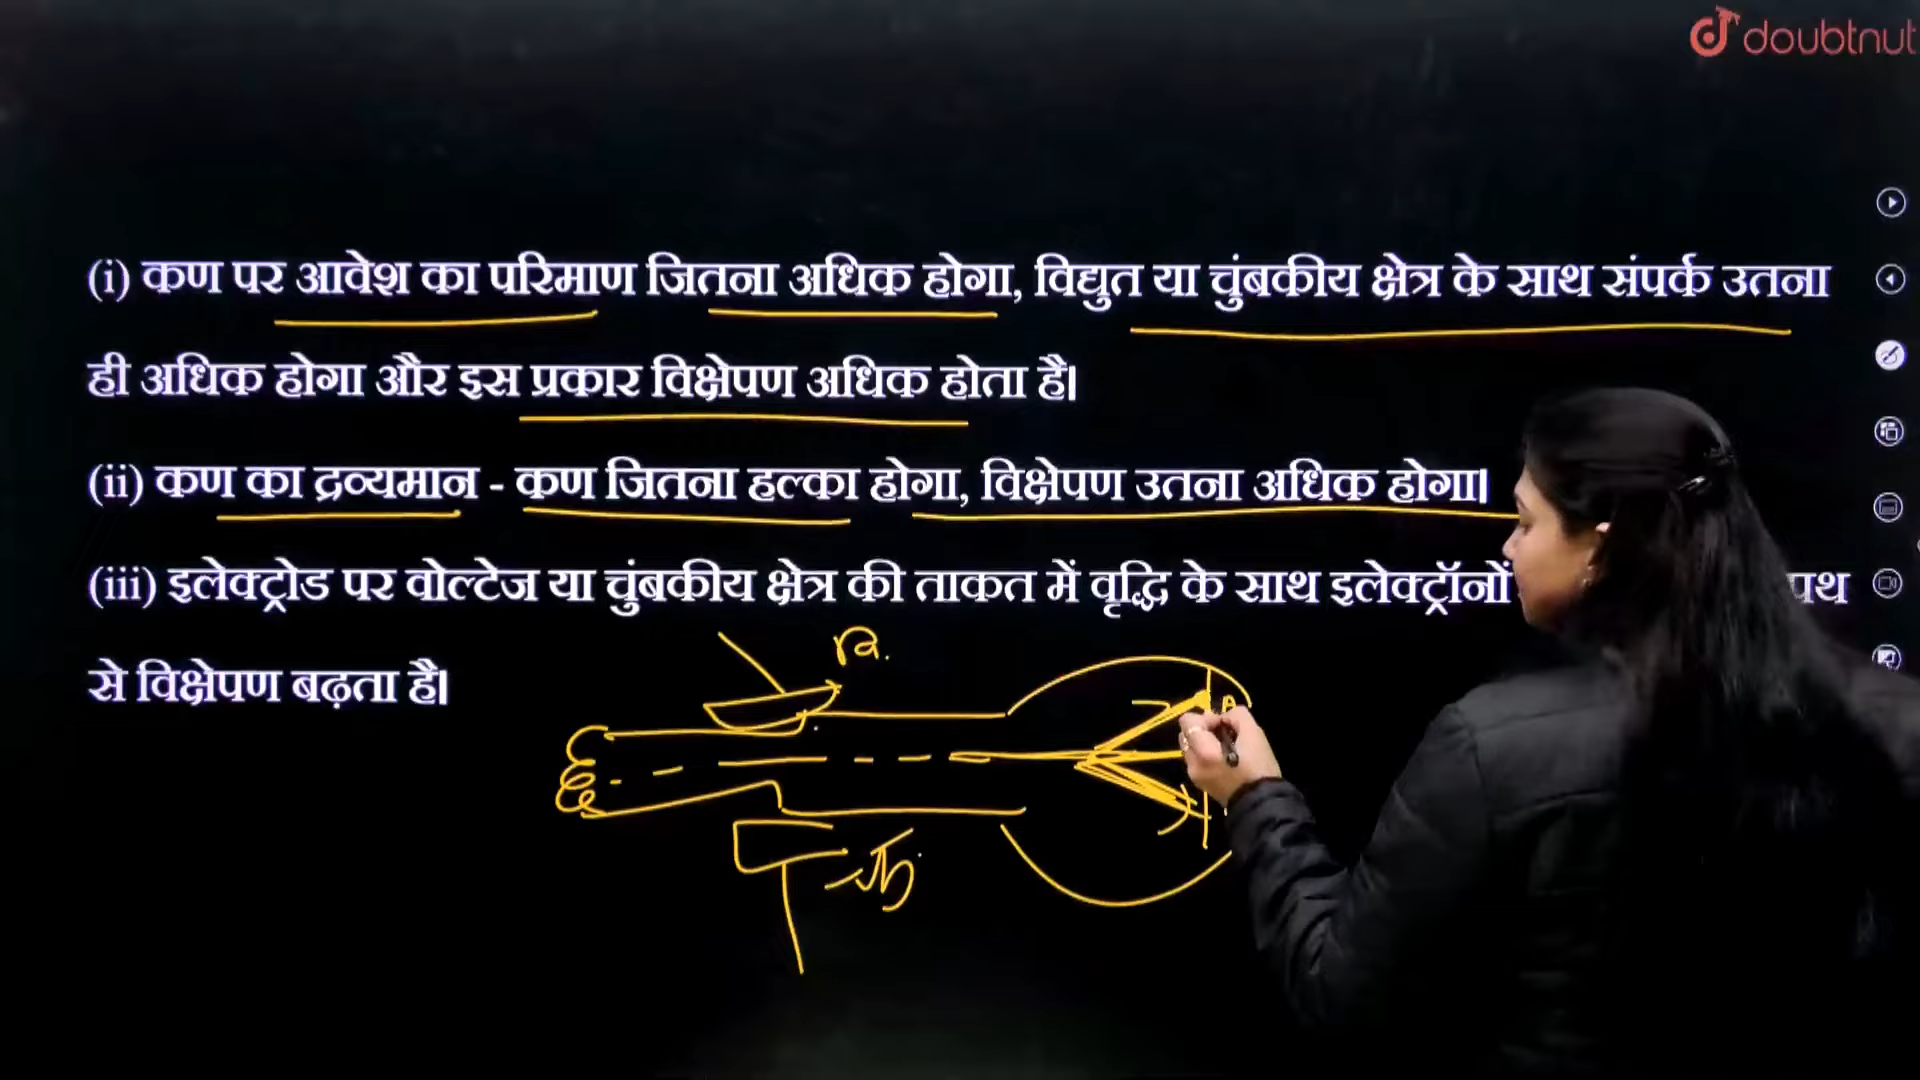 doubtnut
(i) कण पर आवेश का परिमाण जितना अधिक होगा, विद्युत या चुंबकीय क्षेत्र के साथ संपर्क उतना
ही अधिक होगा और इस प्रकार विक्षेपण अधिक होता है।
(ii) कण का द्रव्यमान - कण जितना हल्का होगा, विक्षेपण उतना अधिक होगा।
(iii) इलेक्ट्रोड पर वोल्टेज या चुंबकीय क्षेत्र की ताकत में वृद्धि के साथ इलेक्ट्रॉनों पथ
से विक्षेपण बढ़ता है।
A